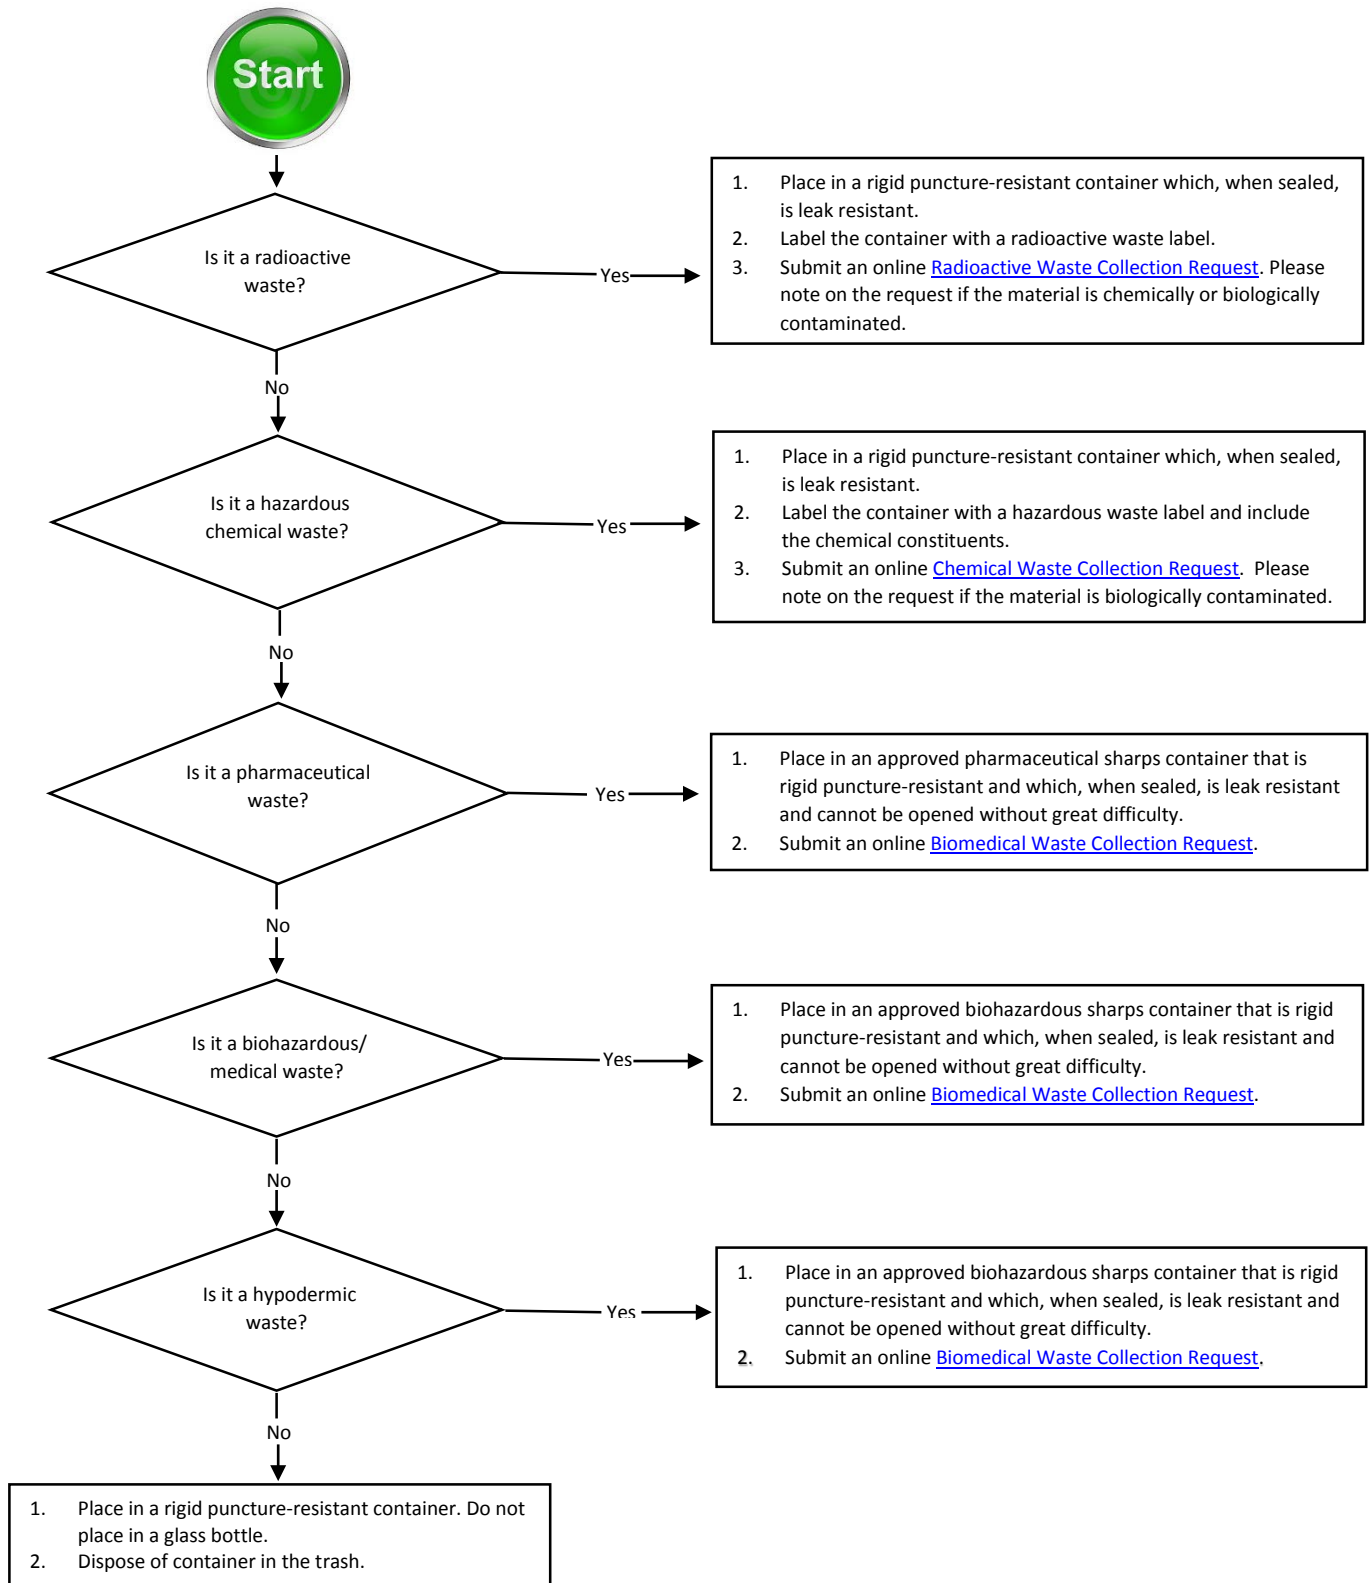 Start
Is it a radioactive
waste?
Yes
1. Place in a rigid puncture-resistant container which, when sealed,
is leak resistant.
2. Label the container with a radioactive waste label.
3. Submit an online Radioactive Waste Collection Request. Please
note on the request if the material is chemically or biologically
contaminated.
No
Is it a hazardous
chemical waste?
Yes
1. Place in a rigid puncture-resistant container which, when sealed,
is leak resistant.
2. Label the container with a hazardous waste label and include
the chemical constituents.
3. Submit an online Chemical Waste Collection Request. Please
note on the request if the material is biologically contaminated.
No
Is it a pharmaceutical
waste?
Yes
1. Place in an approved pharmaceutical sharps container that is
rigid puncture-resistant and which, when sealed, is leak resistant
and cannot be opened without great difficulty.
2. Submit an online Biomedical Waste Collection Request.
No
Is it a biohazardous/
medical waste?
Yes
1. Place in an approved biohazardous sharps container that is rigid
puncture-resistant and which, when sealed, is leak resistant and
cannot be opened without great difficulty.
2. Submit an online Biomedical Waste Collection Request.
No
Is it a hypodermic
waste?
Yes
1. Place in an approved biohazardous sharps container that is rigid
puncture-resistant and which, when sealed, is leak resistant and
cannot be opened without great difficulty.
2. Submit an online Biomedical Waste Collection Request.
No
1. Place in a rigid puncture-resistant container. Do not
place in a glass bottle.
2. Dispose of container in the trash.